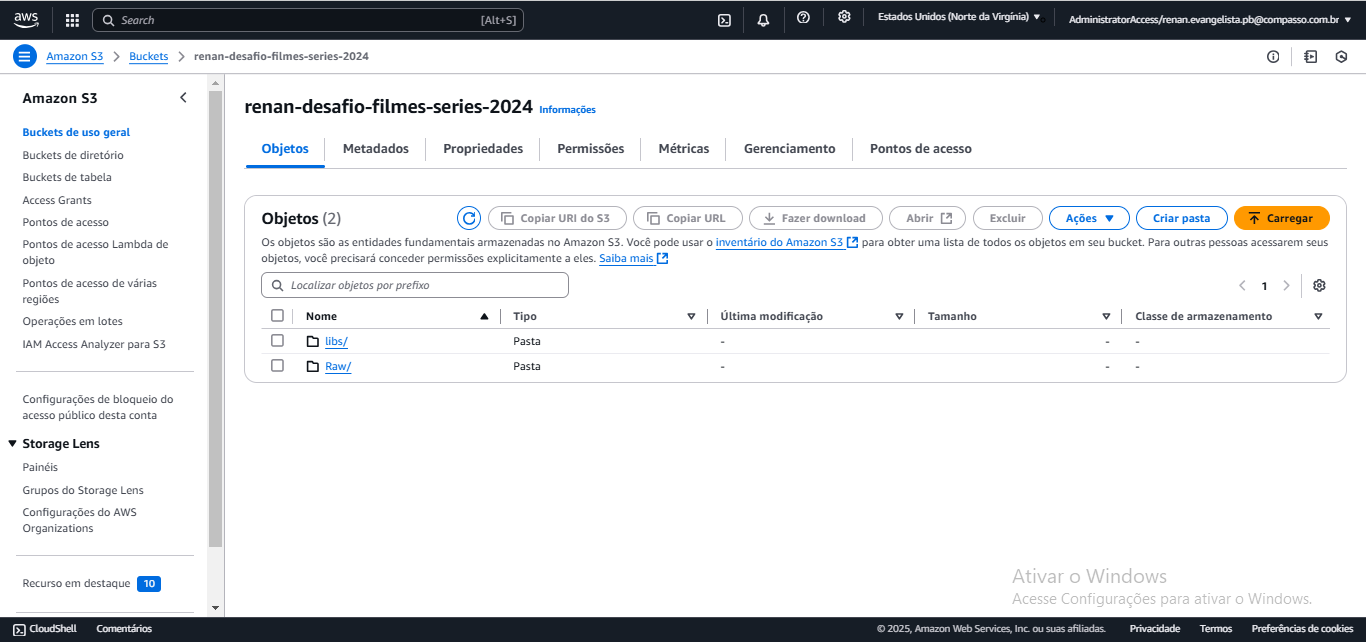 aws
Search [Alt+S]
Estados Unidos (Norte da Virgínia) ▼
AdministratorAccess/renan.evangelista.pb@compasso.com.br ▼
Amazon S3 > Buckets > renan-desafio-filmes-series-2024
Amazon S3
Buckets de uso geral
Buckets de diretório
Buckets de tabela
Access Grants
Pontos de acesso
Pontos de acesso Lambda de
objeto
Pontos de acesso de várias
regiões
Operações em lotes
IAM Access Analyzer para S3
Configurações de bloqueio do
acesso público desta conta
Storage Lens
Painéis
Grupos do Storage Lens
Configurações do AWS
Organizations
Recurso em destaque 10
renan-desafio-filmes-series-2024 Informações
Objetos Metadados Propriedades Permissões Métricas Gerenciamento Pontos de acesso
Objetos (2)
Copiar URI do S3 Copiar URL Fazer download Abrir Excluir Ações ▼ Criar pasta Carregar
Os objetos são as entidades fundamentais armazenadas no Amazon S3. Você pode usar o inventário do Amazon S3 para obter uma lista de todos os objetos em seu bucket. Para outras pessoas acessarem seus
objetos, você precisará conceder permissões explicitamente a eles. Saiba mais
Localizar objetos por prefixo
< 1 >
Nome Tipo Última modificação Tamanho Classe de armazenamento
libs/ Pasta - - -
Raw/ Pasta - - -
Ativar o Windows
Acesse Configurações para ativar o Windows.
CloudShell Comentários
© 2025, Amazon Web Services, Inc. ou suas afiliadas. Privacidade Termos Preferências de cookies